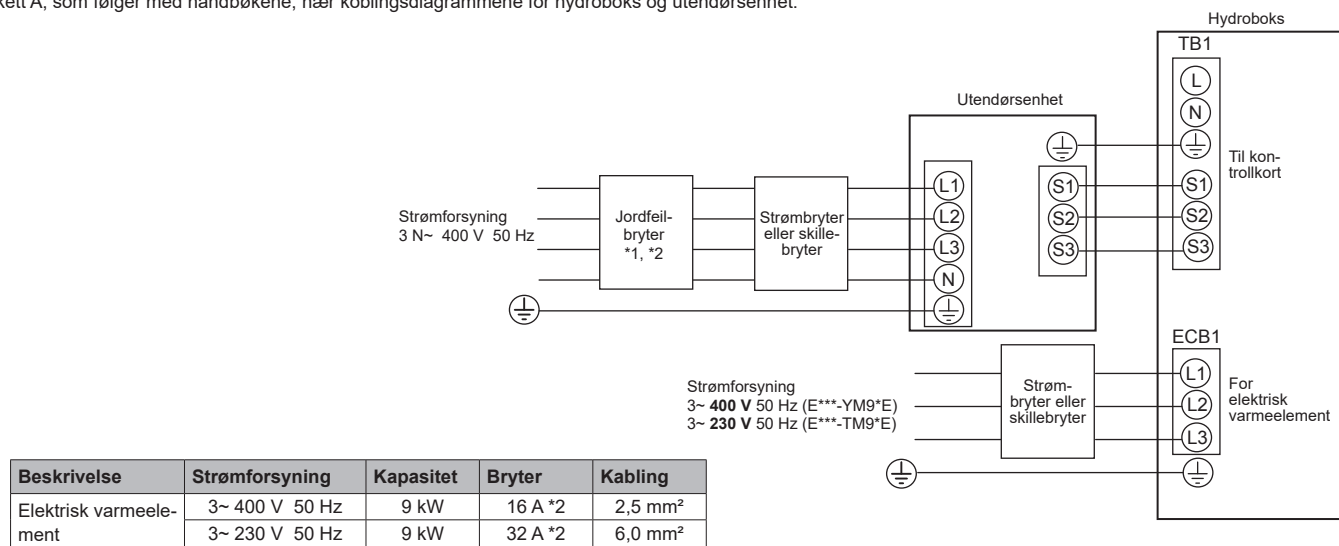 kett A, som følger med håndbøkene, nær koblingsdiagrammene for hydroboks og utendørsenhet.
Hydroboks
TB1
L
N
Til kon-
trollkort
S1
S2
S3
Utendørsenhet
L1
L2
L3
N
S1
S2
S3
Strømforsyning
3 N~ 400 V 50 Hz
Jordfeil-
bryter
*1, *2
Strømbryter
eller skille-
bryter
ECB1
L1
L2
L3
For
elektrisk
varmeelement
Strømforsyning
3~ 400 V 50 Hz (E***-YM9*E)
3~ 230 V 50 Hz (E***-TM9*E)
Strøm-
bryter eller
skillebryter
Beskrivelse Strømforsyning Kapasitet Bryter Kabling
Elektrisk varmeele-
ment
3~ 400 V 50 Hz 9 kW 16 A *2 2,5 mm²
3~ 230 V 50 Hz 9 kW 32 A *2 6,0 mm²